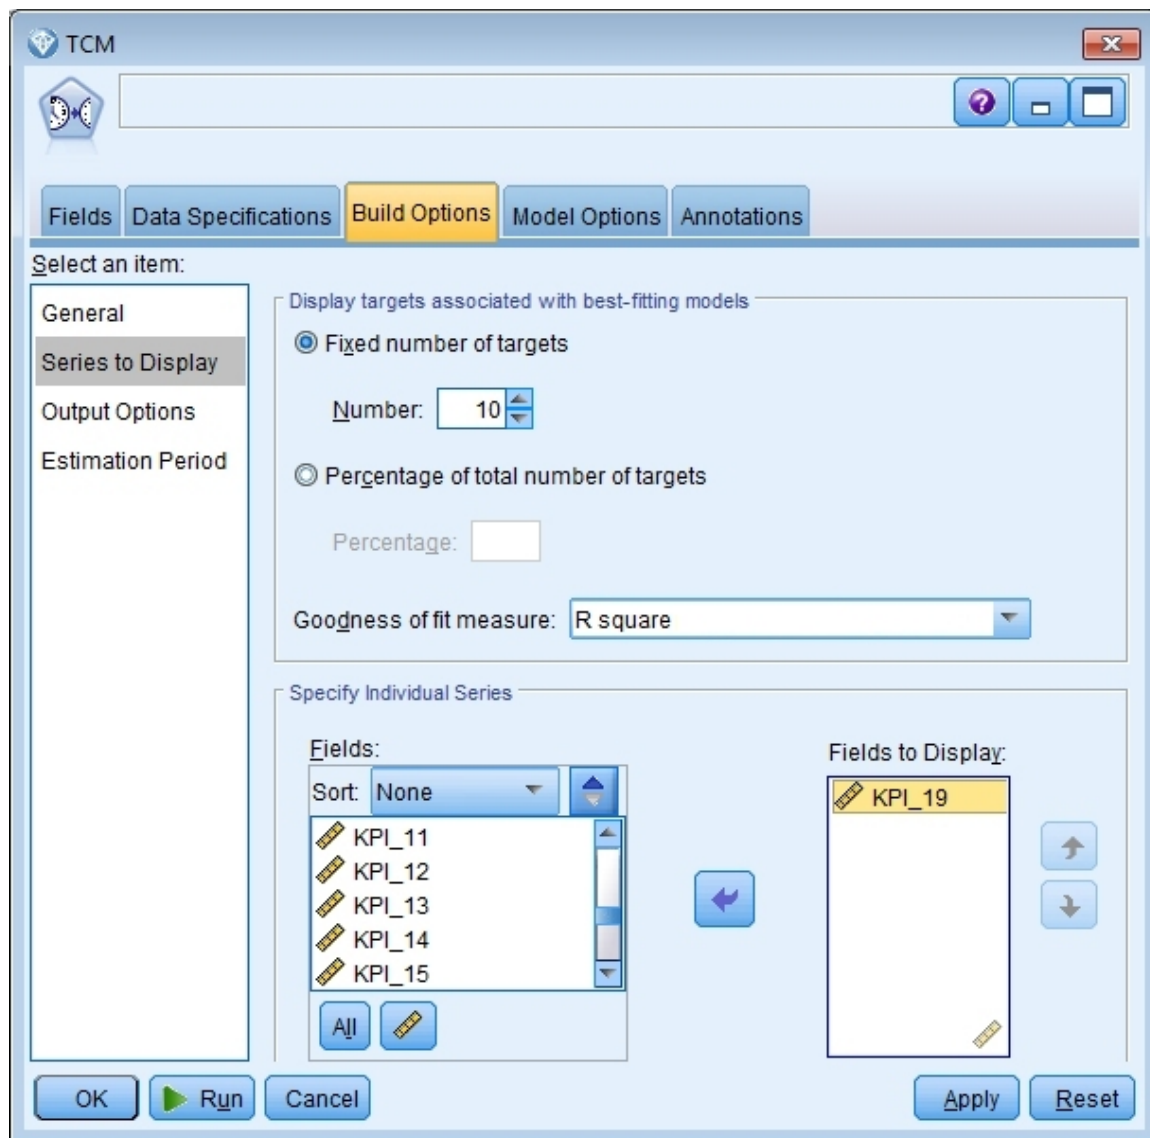 TCM
Fields Data Specifications Build Options Model Options Annotations
Select an item:
General
Series to Display
Output Options
Estimation Period
Display targets associated with best-fitting models
Fixed number of targets
Number: 10
Percentage of total number of targets
Percentage:
Goodness of fit measure: R square
Specify Individual Series
Fields:
Sort: None
KPI_11
KPI_12
KPI_13
KPI_14
KPI_15
All
Fields to Display:
KPI_19
OK Run Cancel Apply Reset